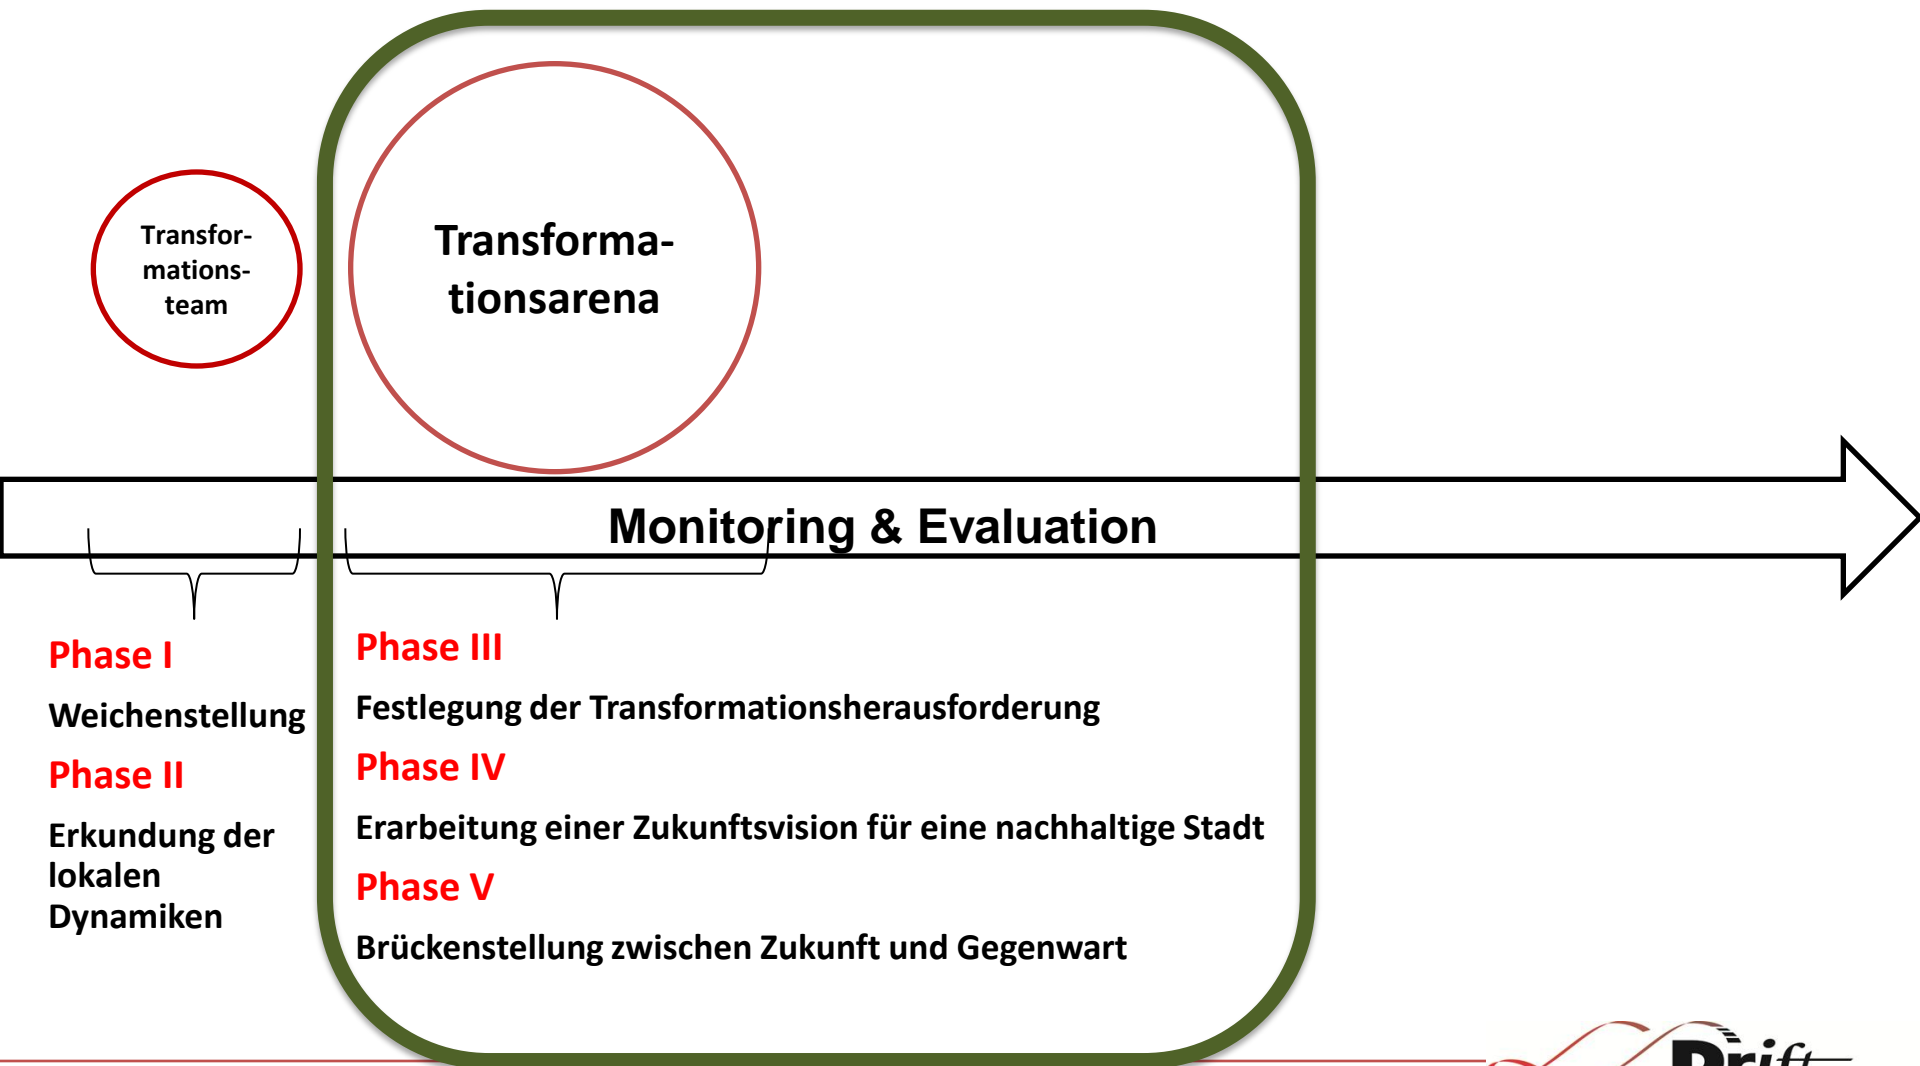 Transfor-
mations-
team
Transforma-
tionsarena
Monitoring & Evaluation
Phase I
Weichenstellung
Phase II
Erkundung der
lokalen
Dynamiken
Phase III
Festlegung der Transformationsherausforderung
Phase IV
Erarbeitung einer Zukunftsvision für eine nachhaltige Stadt
Phase V
Brückenstellung zwischen Zukunft und Gegenwart
Drift